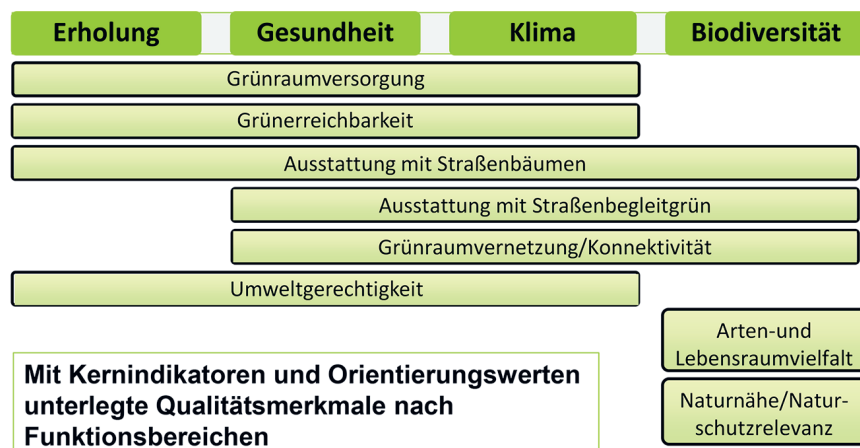 Erholung Gesundheit Klima Biodiversität
Grünraumversorgung
Grünerreichbarkeit
Ausstattung mit Straßenbäumen
Ausstattung mit Straßenbegleitgrün
Grünraumvernetzung/Konnektivität
Umweltgerechtigkeit
Arten-und
Lebensraumvielfalt
Naturnähe/Natur-
schutzrelevanz
Mit Kernindikatoren und Orientierungswerten
unterlegte Qualitätsmerkmale nach
Funktionsbereichen